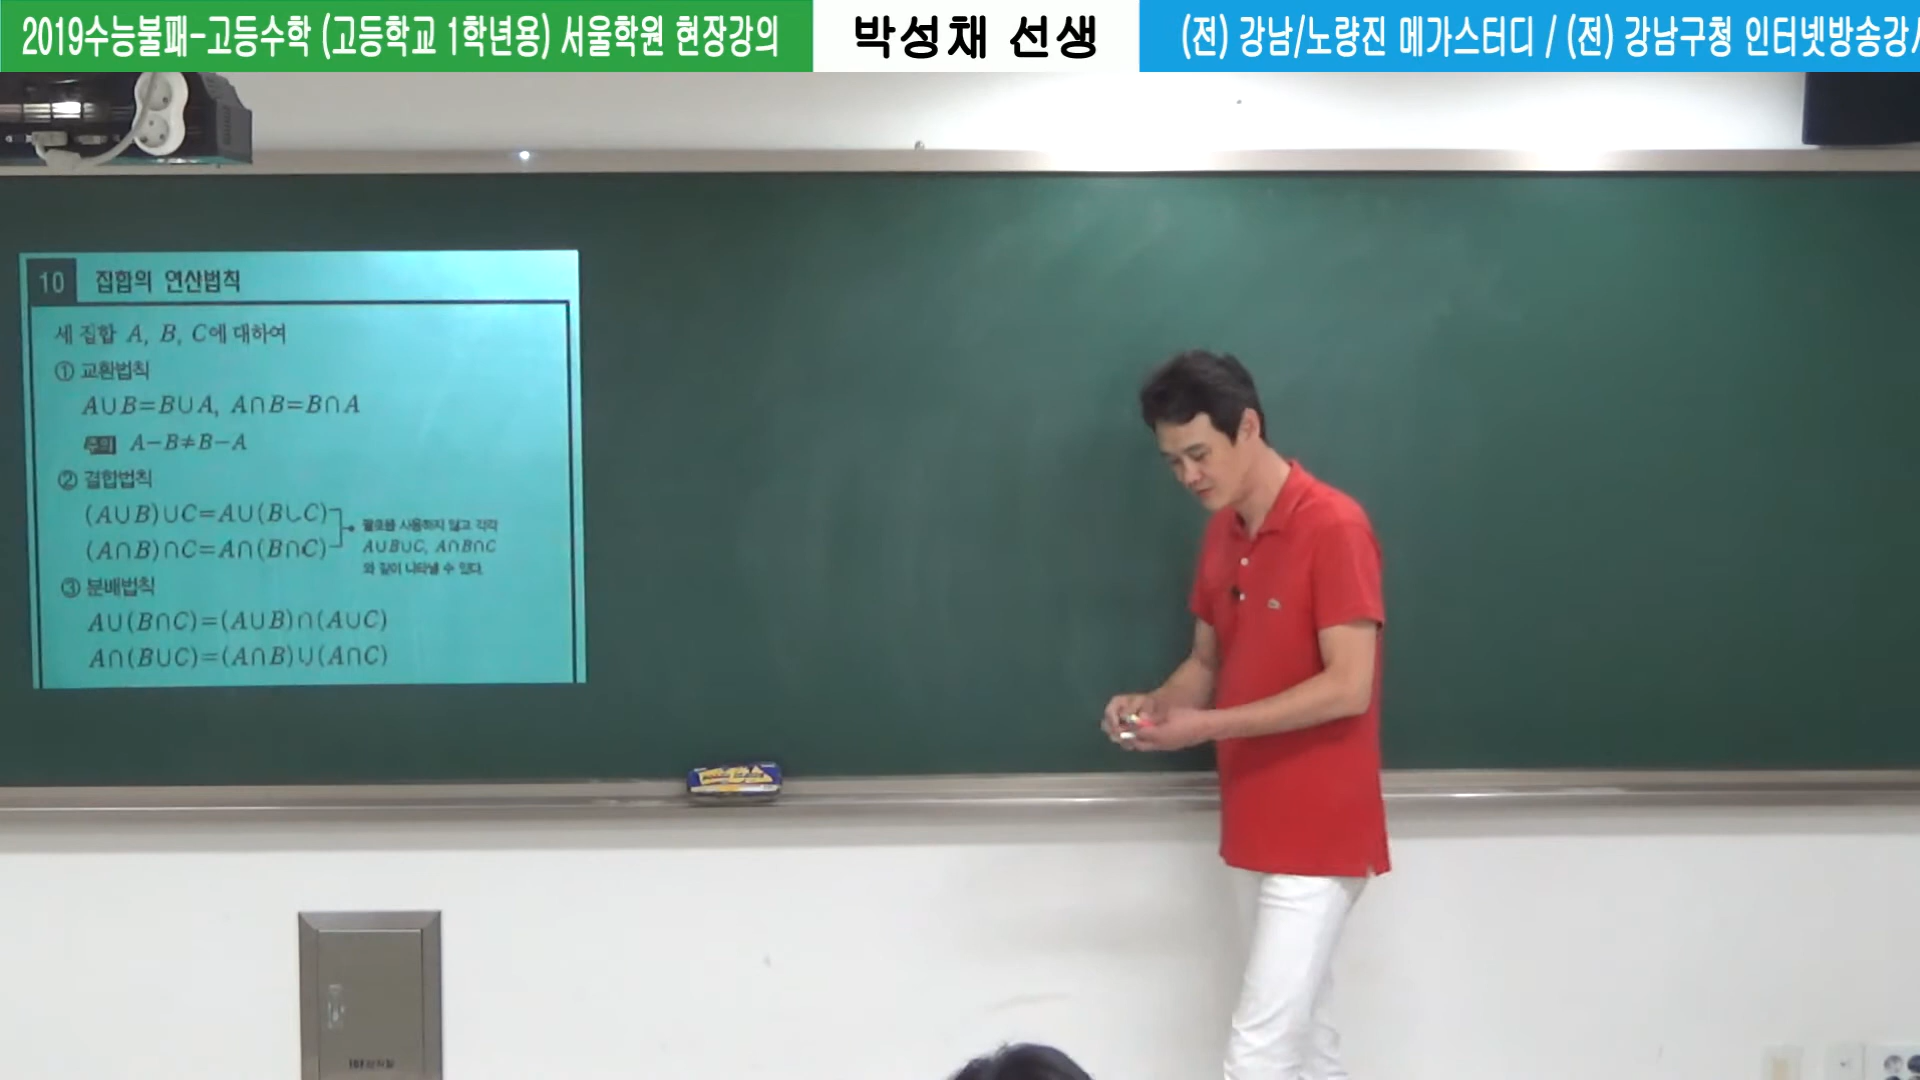 2019수능불패-고등수학 (고등학교 1학년용) 서울학원 현장강의
박성채 선생
(전) 강남/노량진 메가스터디 / (전) 강남구청 인터넷방송강사
10 집합의 연산법칙
세 집합 A, B, C에 대하여
① 교환법칙
A∪B=B∪A, A∩B=B∩A
주의 A−B≠B−A
② 결합법칙
(A∪B)∪C=A∪(B∪C)
(A∩B)∩C=A∩(B∩C)
괄호를 사용하지 않고 각각
A∪B∪C, A∩B∩C
와 같이 나타낼 수 있다.
③ 분배법칙
A∪(B∩C)=(A∪B)∩(A∪C)
A∩(B∪C)=(A∩B)∪(A∩C)